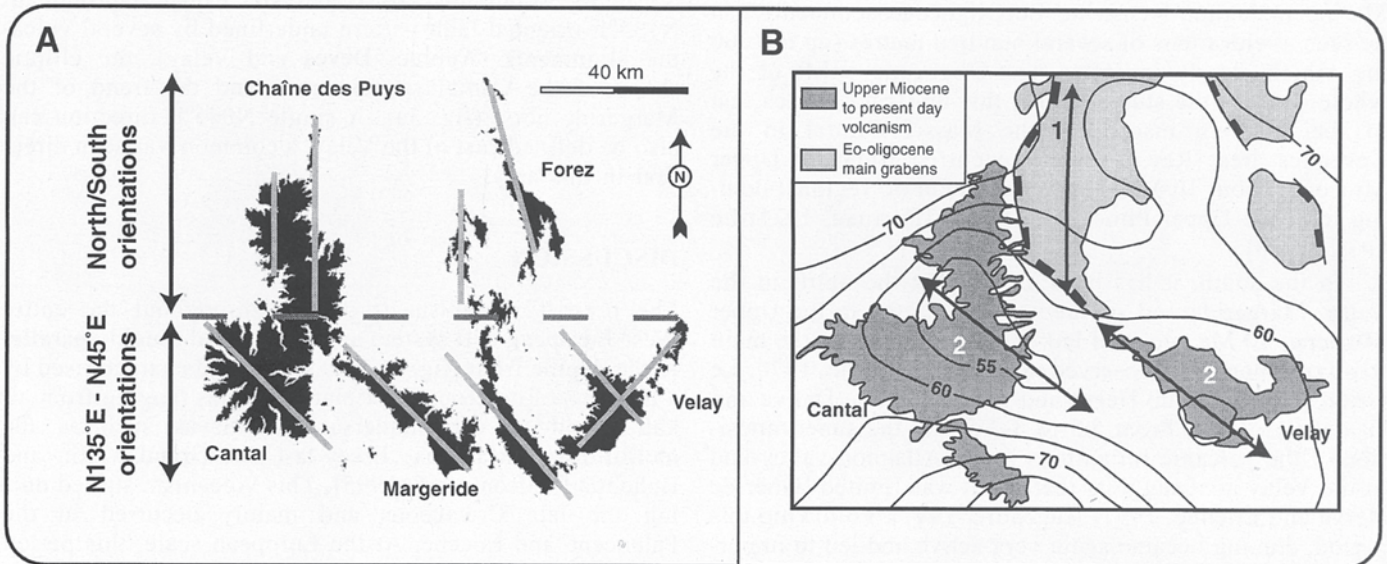 A
Chaîne des Puys
40 km
N
Forez
North/South
orientations
N135°E N45°E
orientations
Cantal
Margeride
Velay
B
Upper Miocene
to present day
volcanism
Eo-oligocene
main grabens
1
70
70
60
2
55
60
2
Cantal
Velay
70